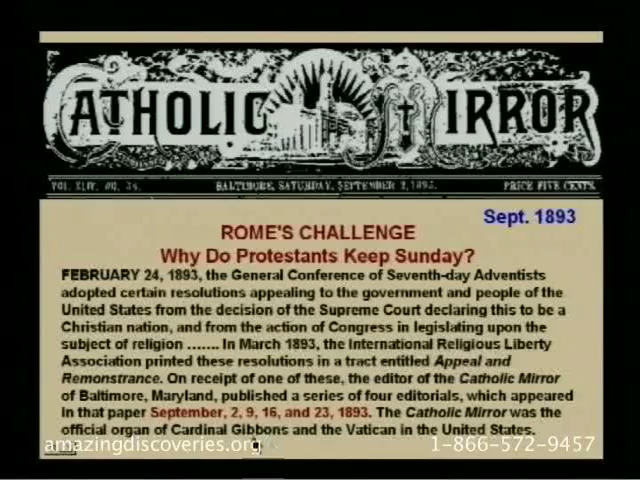 CATHOLIC MIRROR
VOL. XLIV. NO. 34. BALTIMORE, SATURDAY, SEPTEMBER 2, 1893. PRICE FIVE CENTS.
Sept. 1893
ROME'S CHALLENGE
Why Do Protestants Keep Sunday?
FEBRUARY 24, 1893, the General Conference of Seventh-day Adventists
adopted certain resolutions appealing to the government and people of the
United States from the decision of the Supreme Court declaring this to be a
Christian nation, and from the action of Congress in legislating upon the
subject of religion ....... In March 1893, the International Religious Liberty
Association printed these resolutions in a tract entitled Appeal and
Remonstrance. On receipt of one of these, the editor of the Catholic Mirror
of Baltimore, Maryland, published a series of four editorials, which appeared
in that paper September, 2, 9, 16, and 23, 1893. The Catholic Mirror was the
official organ of Cardinal Gibbons and the Vatican in the United States.
amazingdiscoveries.org 1-866-572-9457